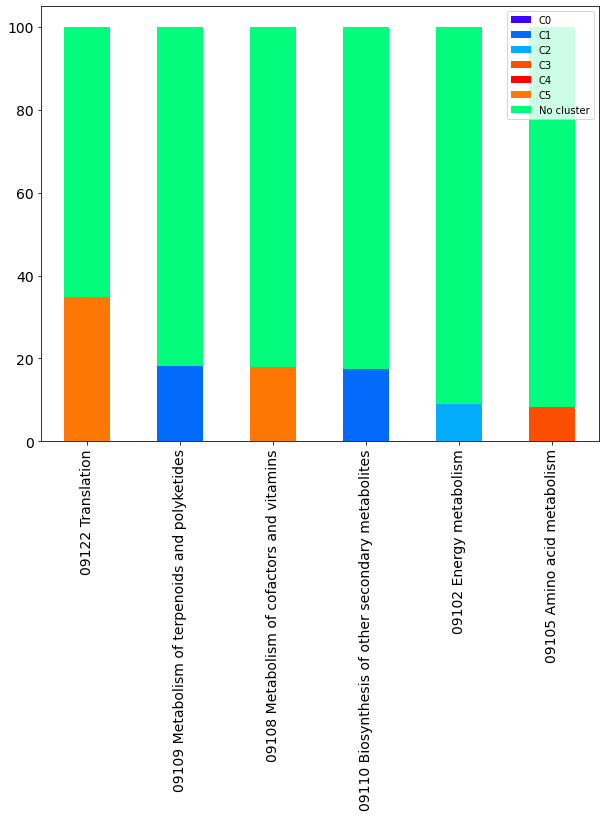 100
80
60
40
20
0
C0
C1
C2
C3
C4
C5
No cluster
09122 Translation
09109 Metabolism of terpenoids and polyketides
09108 Metabolism of cofactors and vitamins
09110 Biosynthesis of other secondary metabolites
09102 Energy metabolism
09105 Amino acid metabolism